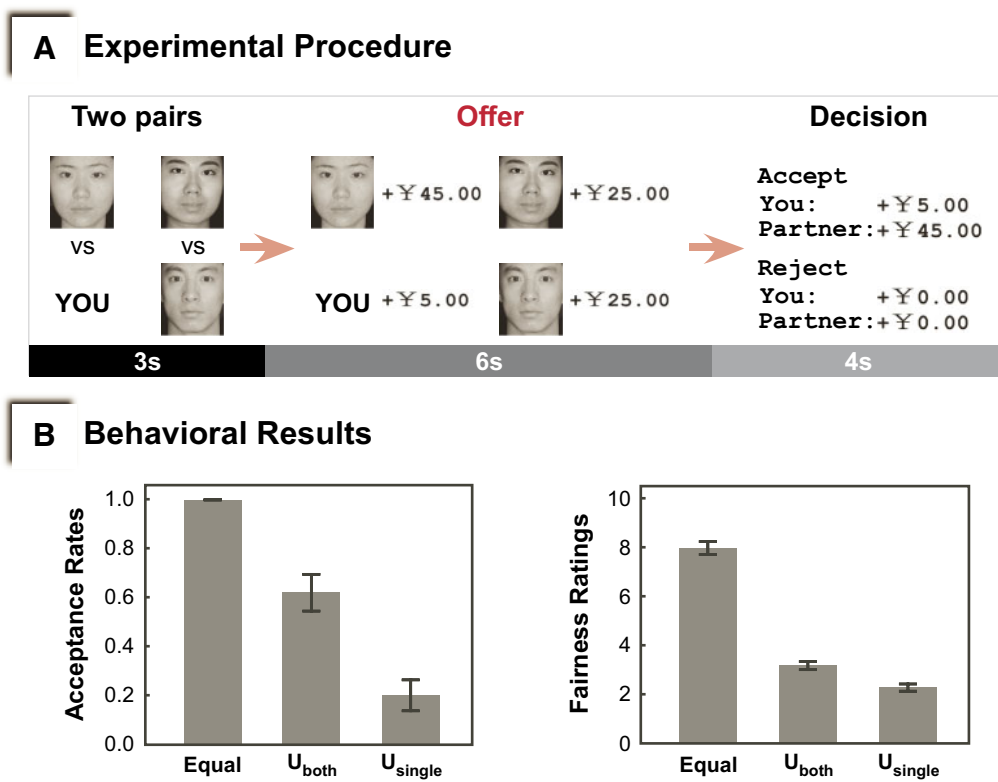 A Experimental Procedure
Two pairs
Offer
Decision
vs
vs
YOU
+¥45.00
+¥25.00
YOU +¥5.00
+¥25.00
Accept
You: +¥5.00
Partner:+¥45.00
Reject
You: +¥0.00
Partner:+¥0.00
3s
6s
4s
B Behavioral Results
Acceptance Rates
1.0
0.8
0.6
0.4
0.2
0.0
Equal
Uboth
Usingle
Fairness Ratings
10
8
6
4
2
0
Equal
Uboth
Usingle